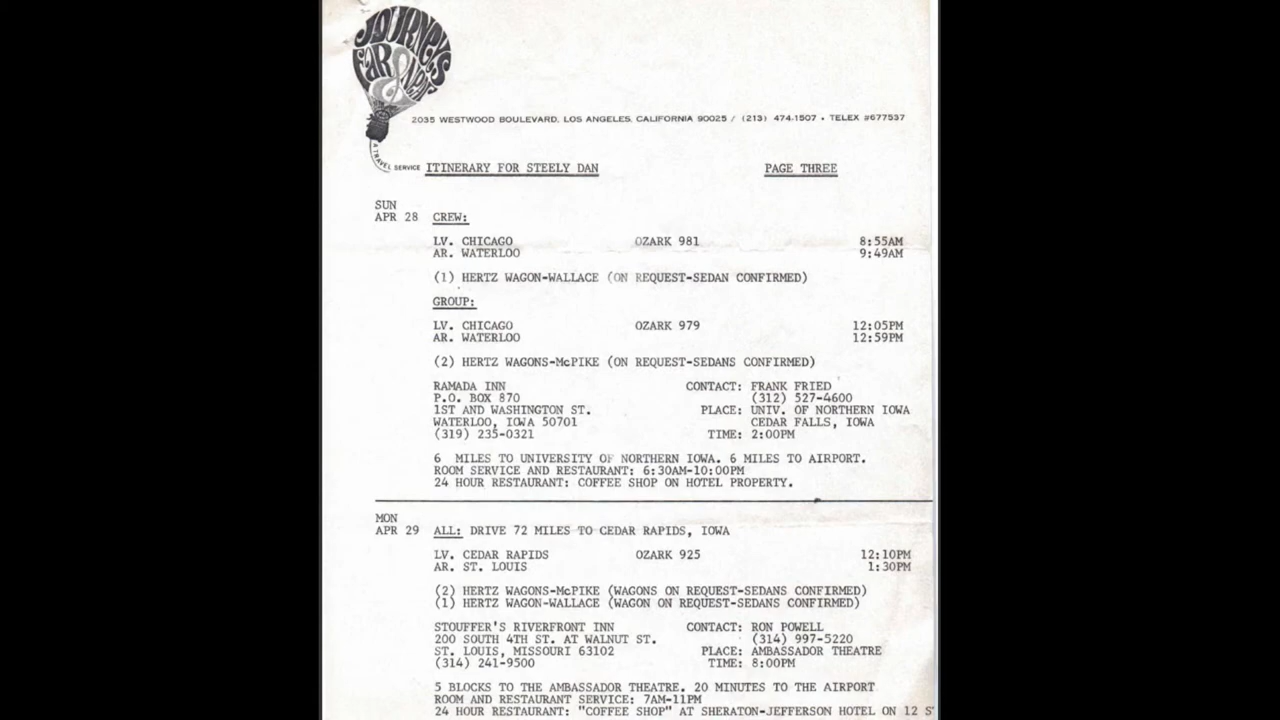 JOURNEYS
FAR & NEAR
2035 WESTWOOD BOULEVARD, LOS ANGELES, CALIFORNIA 90025 / (213) 474-1507 • TELEX #677537
A TRAVEL SERVICE
ITINERARY FOR STEELY DAN PAGE THREE
SUN
APR 28 CREW:
LV. CHICAGO OZARK 981 8:55AM
AR. WATERLOO 9:49AM
(1) HERTZ WAGON-WALLACE (ON REQUEST-SEDAN CONFIRMED)
GROUP:
LV. CHICAGO OZARK 979 12:05PM
AR. WATERLOO 12:59PM
(2) HERTZ WAGONS-McPIKE (ON REQUEST-SEDANS CONFIRMED)
RAMADA INN CONTACT: FRANK FRIED
P.O. BOX 870 (312) 527-4600
1ST AND WASHINGTON ST. PLACE: UNIV. OF NORTHERN IOWA
WATERLOO, IOWA 50701 CEDAR FALLS, IOWA
(319) 235-0321 TIME: 2:00PM
6 MILES TO UNIVERSITY OF NORTHERN IOWA. 6 MILES TO AIRPORT.
ROOM SERVICE AND RESTAURANT: 6:30AM-10:00PM
24 HOUR RESTAURANT: COFFEE SHOP ON HOTEL PROPERTY.
MON
APR 29 ALL: DRIVE 72 MILES TO CEDAR RAPIDS, IOWA
LV. CEDAR RAPIDS OZARK 925 12:10PM
AR. ST. LOUIS 1:30PM
(2) HERTZ WAGONS-McPIKE (WAGONS ON REQUEST-SEDANS CONFIRMED)
(1) HERTZ WAGON-WALLACE (WAGON ON REQUEST-SEDANS CONFIRMED)
STOUFFER'S RIVERFRONT INN CONTACT: RON POWELL
200 SOUTH 4TH ST. AT WALNUT ST. (314) 997-5220
ST. LOUIS, MISSOURI 63102 PLACE: AMBASSADOR THEATRE
(314) 241-9500 TIME: 8:00PM
5 BLOCKS TO THE AMBASSADOR THEATRE. 20 MINUTES TO THE AIRPORT
ROOM AND RESTAURANT SERVICE: 7AM-11PM
24 HOUR RESTAURANT: "COFFEE SHOP" AT SHERATON-JEFFERSON HOTEL ON 12 S